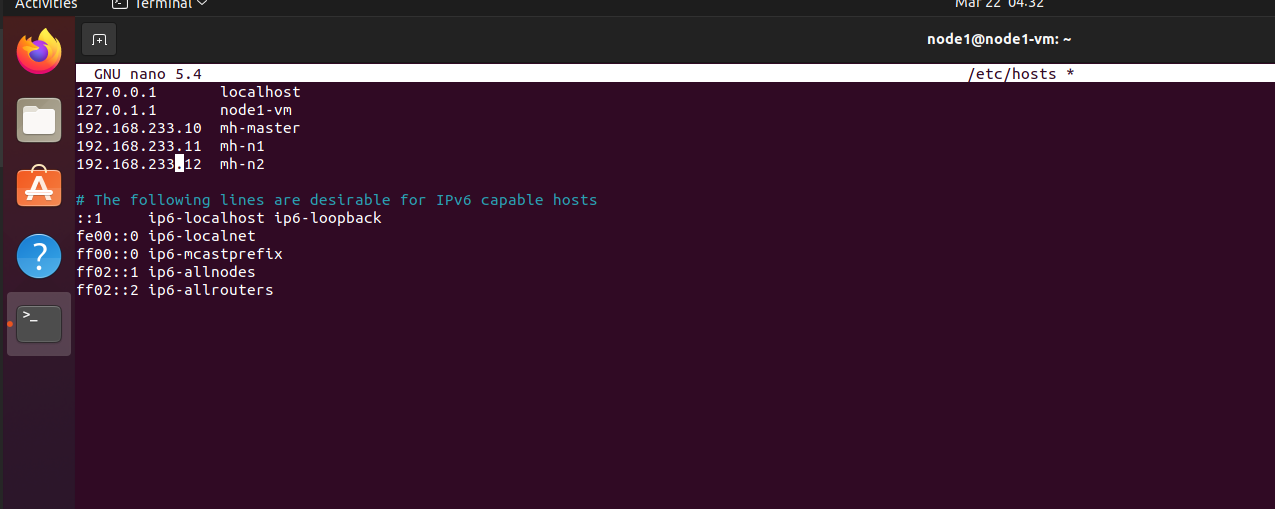 Activities Terminal Mar 22 04:32
node1@node1-vm: ~
GNU nano 5.4 /etc/hosts *
127.0.0.1 localhost
127.0.1.1 node1-vm
192.168.233.10 mh-master
192.168.233.11 mh-n1
192.168.233.12 mh-n2
# The following lines are desirable for IPv6 capable hosts
::1 ip6-localhost ip6-loopback
fe00::0 ip6-localnet
ff00::0 ip6-mcastprefix
ff02::1 ip6-allnodes
ff02::2 ip6-allrouters